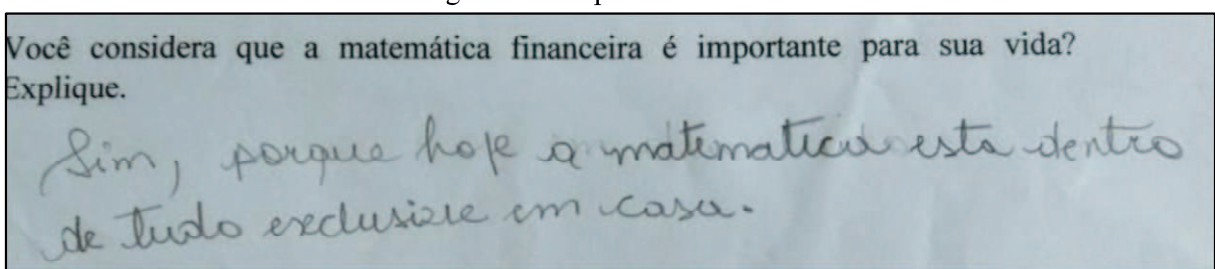 Você considera que a matemática financeira é importante para sua vida?
Explique.
Sim, porque hoje a matematica esta dentro
de tudo exclusive em casa.